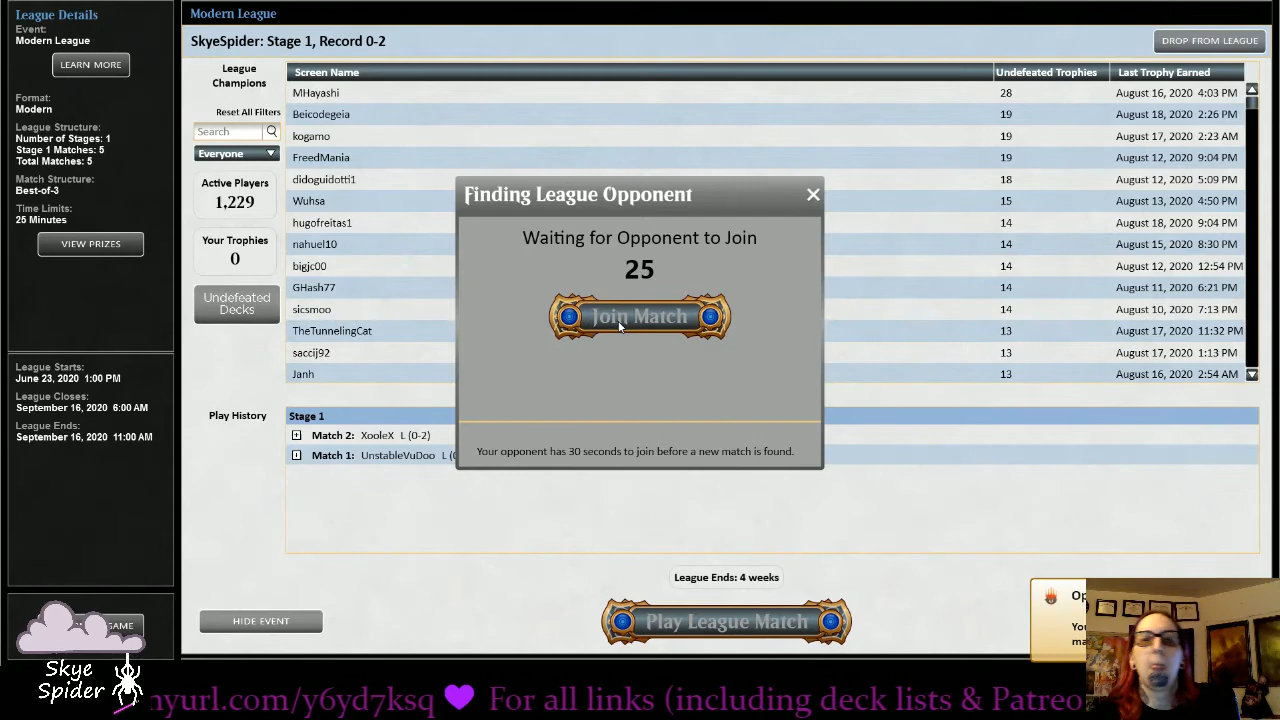 League Details
Event:
Modern League
LEARN MORE
Format:
Modern
League Structure:
Number of Stages: 1
Stage 1 Matches: 5
Total Matches: 5
Match Structure:
Best-of-3
Time Limits:
25 Minutes
VIEW PRIZES
League Starts:
June 23, 2020 1:00 PM
League Closes:
September 16, 2020 6:00 AM
League Ends:
September 16, 2020 11:00 AM
GAME
Skye
Spider
Modern League
SkyeSpider: Stage 1, Record 0-2
DROP FROM LEAGUE
League
Champions
Reset All Filters
Search
Everyone
Active Players
1,229
Your Trophies
0
Undefeated
Decks
Screen Name Undefeated Trophies Last Trophy Earned
MHayashi 28 August 16, 2020 4:03 PM
Beicodegeia 19 August 18, 2020 2:26 PM
kogamo 19 August 17, 2020 2:23 AM
FreedMania 19 August 12, 2020 9:04 PM
didoguidotti1 18 August 12, 2020 5:09 PM
Wuhsa 15 August 13, 2020 4:50 PM
hugofreitas1 14 August 18, 2020 9:04 PM
nahuel10 14 August 15, 2020 8:30 PM
bigjc00 14 August 12, 2020 12:54 PM
GHash77 14 August 11, 2020 6:21 PM
sicsmoo 14 August 10, 2020 7:13 PM
TheTunnelingCat 13 August 17, 2020 11:32 PM
saccij92 13 August 17, 2020 1:13 PM
Janh 13 August 16, 2020 2:54 AM
Finding League Opponent
Waiting for Opponent to Join
25
Join Match
Your opponent has 30 seconds to join before a new match is found.
Play History
Stage 1
Match 2: XooleX L (0-2)
Match 1: UnstableVuDoo L (0
League Ends: 4 weeks
HIDE EVENT
Play League Match
Op
You
ma
nyurl.com/y6yd7ksq 💜 For all links (including deck lists & Patreo